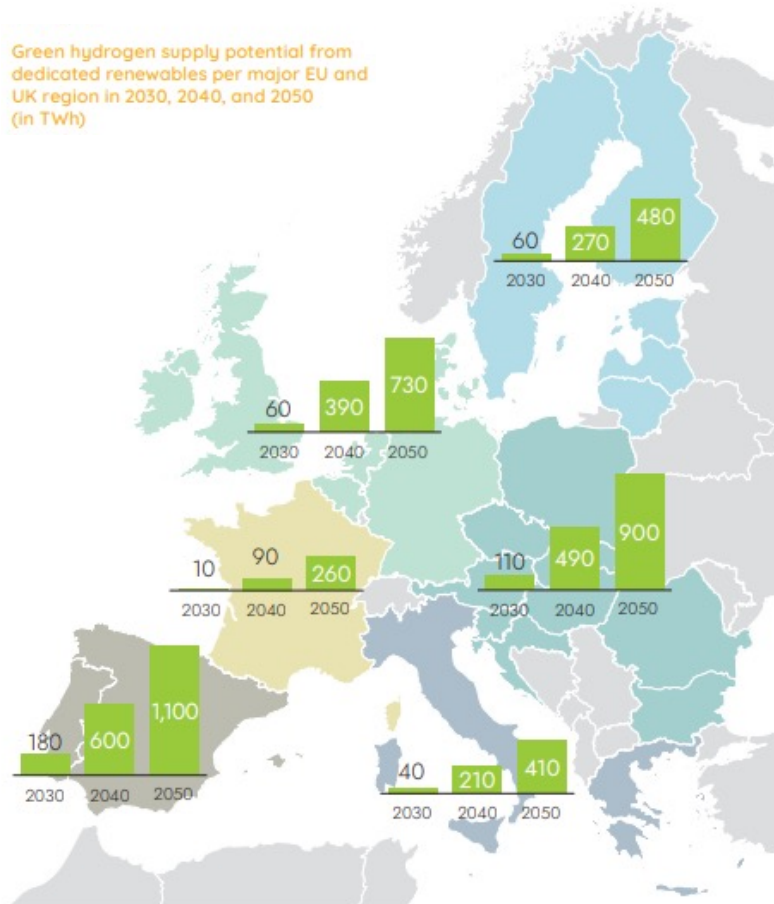 Green hydrogen supply potential from
dedicated renewables per major EU and
UK region in 2030, 2040, and 2050
(in TWh)
60 270 480
2030 2040 2050
60 390 730
2030 2040 2050
10 90 260
2030 2040 2050
110 490 900
2030 2040 2050
180 600 1,100
2030 2040 2050
40 210 410
2030 2040 2050